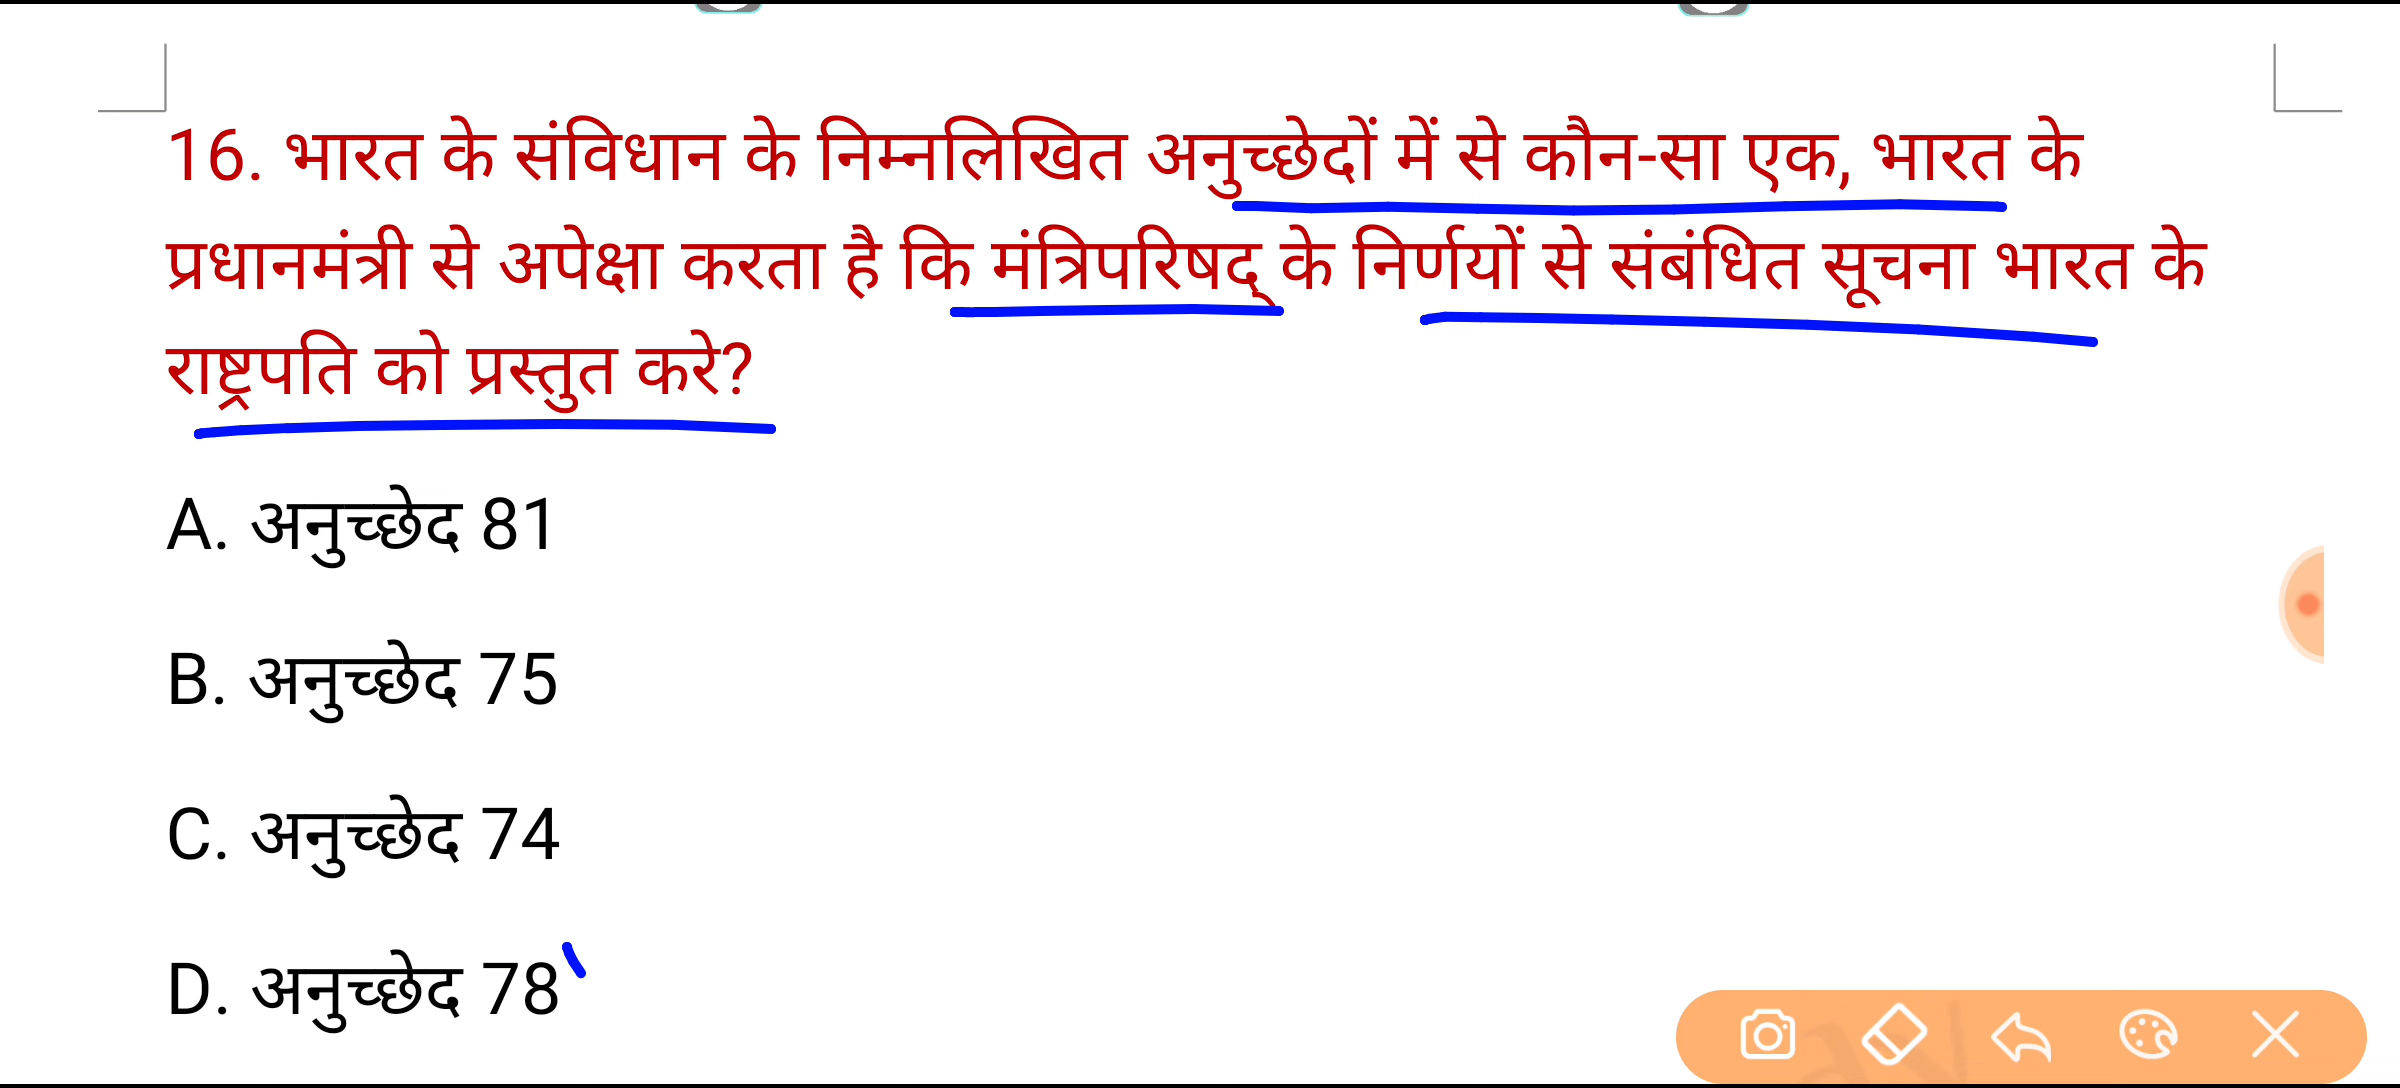 16. भारत के संविधान के निम्नलिखित अनुच्छेदों में से कौन-सा एक, भारत के
प्रधानमंत्री से अपेक्षा करता है कि मंत्रिपरिषद् के निर्णयों से संबंधित सूचना भारत के
राष्ट्रपति को प्रस्तुत करे?
A. अनुच्छेद 81
B. अनुच्छेद 75
C. अनुच्छेद 74
D. अनुच्छेद 78